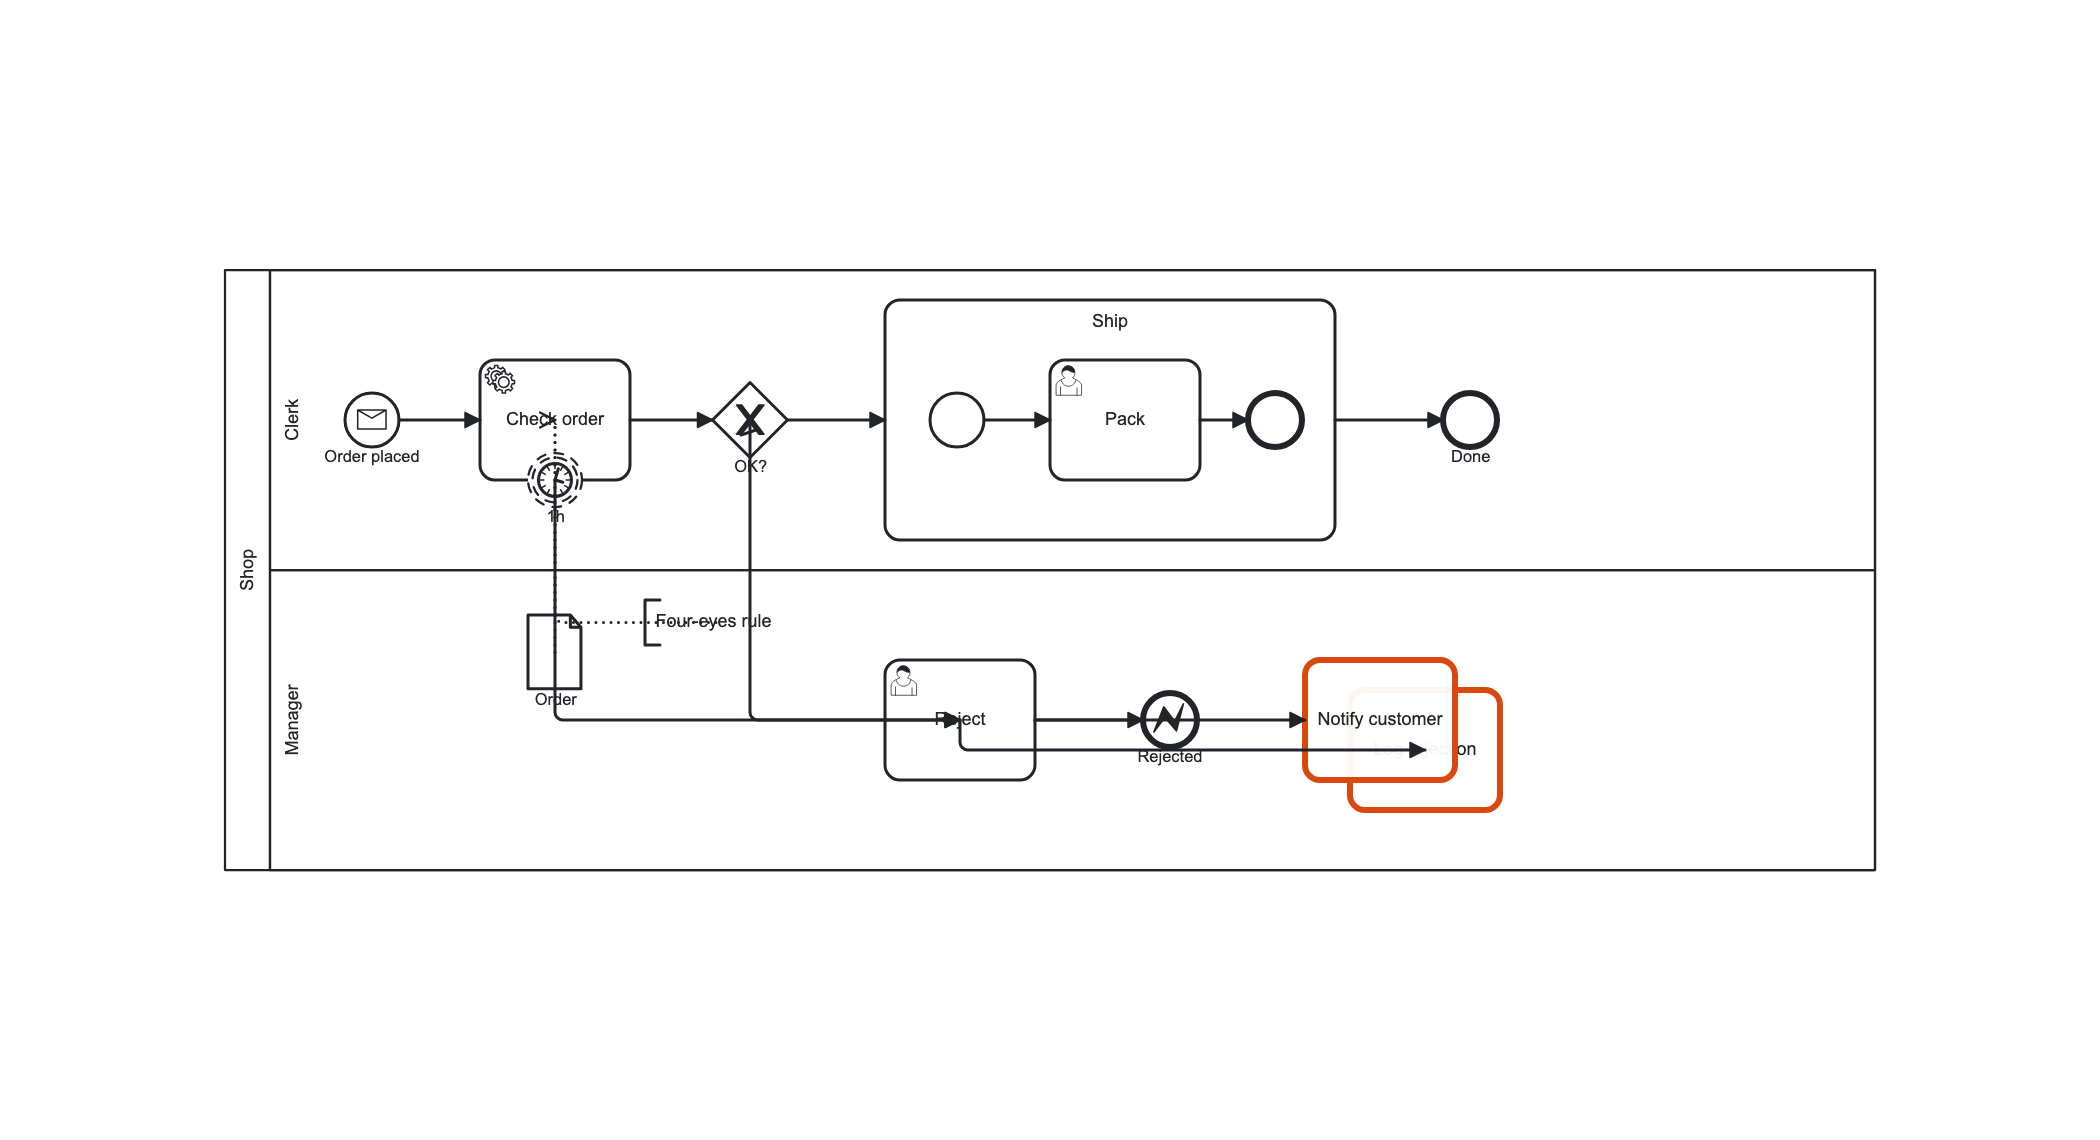 Shop
Clerk
Order placed
Check order
1h
OK?
Ship
Pack
Done
Manager
Four-eyes rule
Order
Reject
Rejected
Notify customer